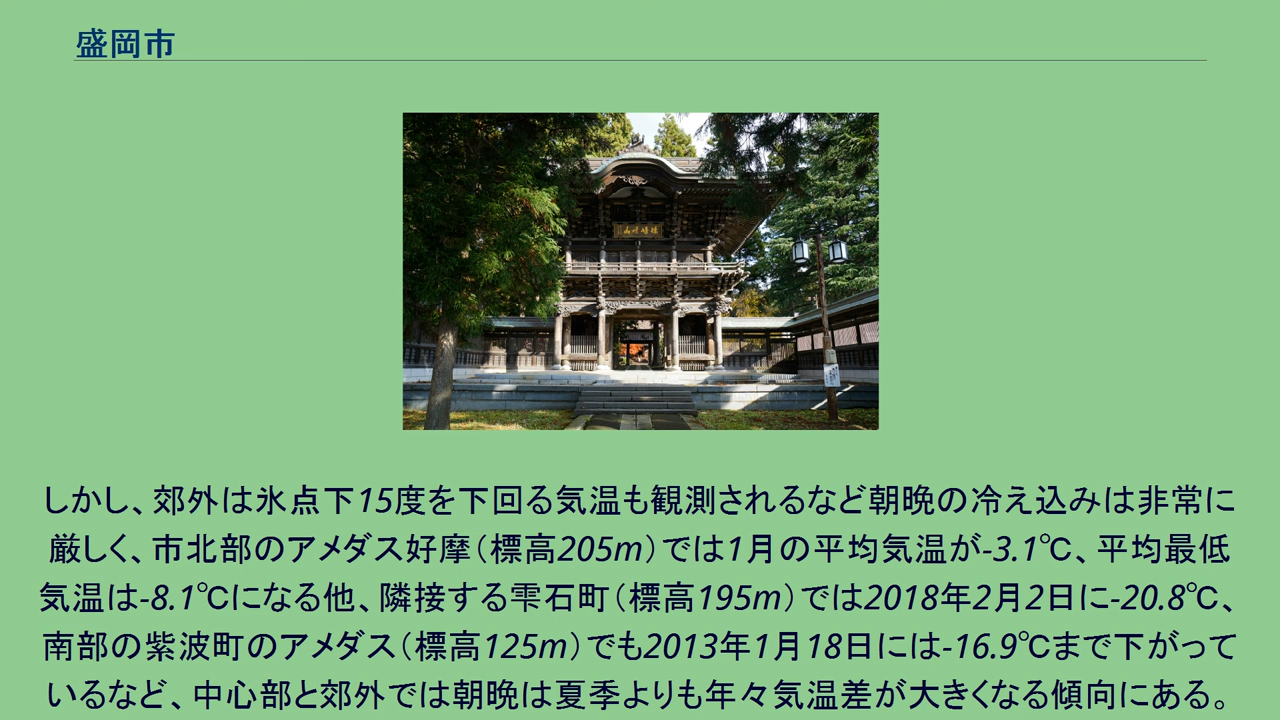 盛岡市
しかし、郊外は氷点下15度を下回る気温も観測されるなど朝晩の冷え込みは非常に
厳しく、市北部のアメダス好摩（標高205m）では1月の平均気温が-3.1℃、平均最低
気温は-8.1℃になる他、隣接する雫石町（標高195m）では2018年2月2日に-20.8℃、
南部の紫波町のアメダス（標高125m）でも2013年1月18日には-16.9℃まで下がって
いるなど、中心部と郊外では朝晩は夏季よりも年々気温差が大きくなる傾向にある。